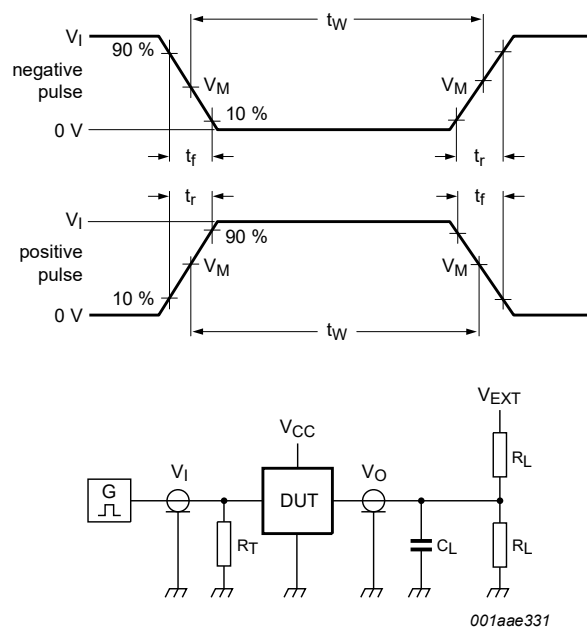 tW
VI
90 %
negative
pulse
VM
VM
10 %
0 V
tf
tr
tr
tf
VI
90 %
positive
pulse
VM
VM
10 %
0 V
tW
VEXT
VCC
RL
VI
VO
G
DUT
RT
CL
RL
001aae331